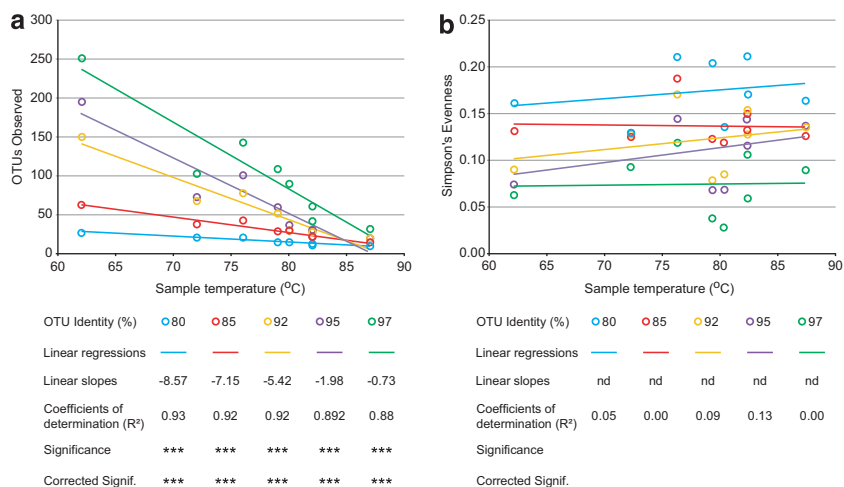 a
300
250
200
150
100
50
0
OTUs Observed
60 65 70 75 80 85 90
Sample temperature (°C)
OTU Identity (%) 80 85 92 95 97
Linear regressions
Linear slopes -8.57 -7.15 -5.42 -1.98 -0.73
Coefficients of determination (R²) 0.93 0.92 0.92 0.892 0.88
Significance *** *** *** *** ***
Corrected Signif. *** *** *** *** ***
b
0.25
0.20
0.15
0.10
0.05
0.00
Simpson's Evenness
60 65 70 75 80 85 90
Sample temperature (°C)
OTU Identity (%) 80 85 92 95 97
Linear regressions
Linear slopes nd nd nd nd nd
Coefficients of determination (R²) 0.05 0.00 0.09 0.13 0.00
Significance
Corrected Signif.